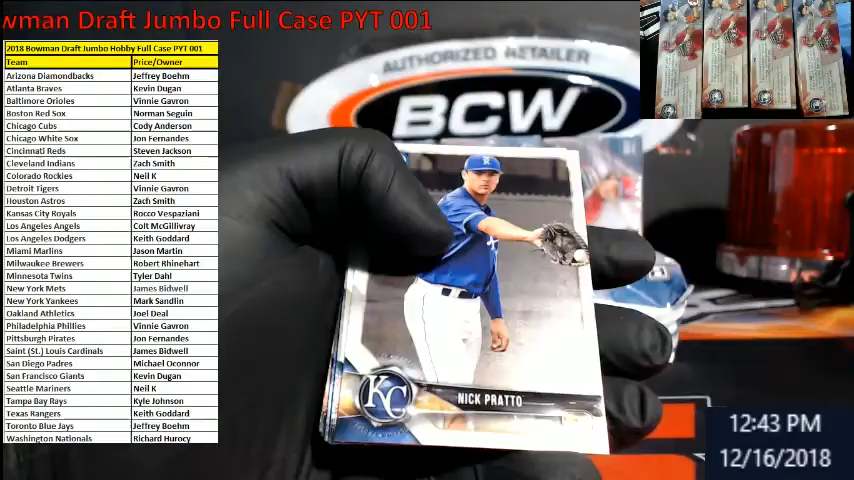 wman Draft Jumbo Full Case PYT 001
2018 Bowman Draft Jumbo Hobby Full Case PYT 001
Team Price/Owner
Arizona Diamondbacks Jeffrey Boehm
Atlanta Braves Kevin Dugan
Baltimore Orioles Vinnie Gavron
Boston Red Sox Norman Seguin
Chicago Cubs Cody Anderson
Chicago White Sox Jon Fernandes
Cincinnati Reds Steven Jackson
Cleveland Indians Zach Smith
Colorado Rockies Neil K
Detroit Tigers Vinnie Gavron
Houston Astros Zach Smith
Kansas City Royals Rocco Vespaziani
Los Angeles Angels Colt McGillivray
Los Angeles Dodgers Keith Goddard
Miami Marlins Jason Martin
Milwaukee Brewers Robert Rhinehart
Minnesota Twins Tyler Dahl
New York Mets James Bidwell
New York Yankees Mark Sandlin
Oakland Athletics Joel Deal
Philadelphia Phillies Vinnie Gavron
Pittsburgh Pirates Jon Fernandes
Saint (St.) Louis Cardinals James Bidwell
San Diego Padres Michael Oconnor
San Francisco Giants Kevin Dugan
Seattle Mariners Neil K
Tampa Bay Rays Kyle Johnson
Texas Rangers Keith Goddard
Toronto Blue Jays Jeffrey Boehm
Washington Nationals Richard Hurocy
AUTHORIZED RETAILER
BCW
KC
NICK PRATTO
12:43 PM
12/16/2018